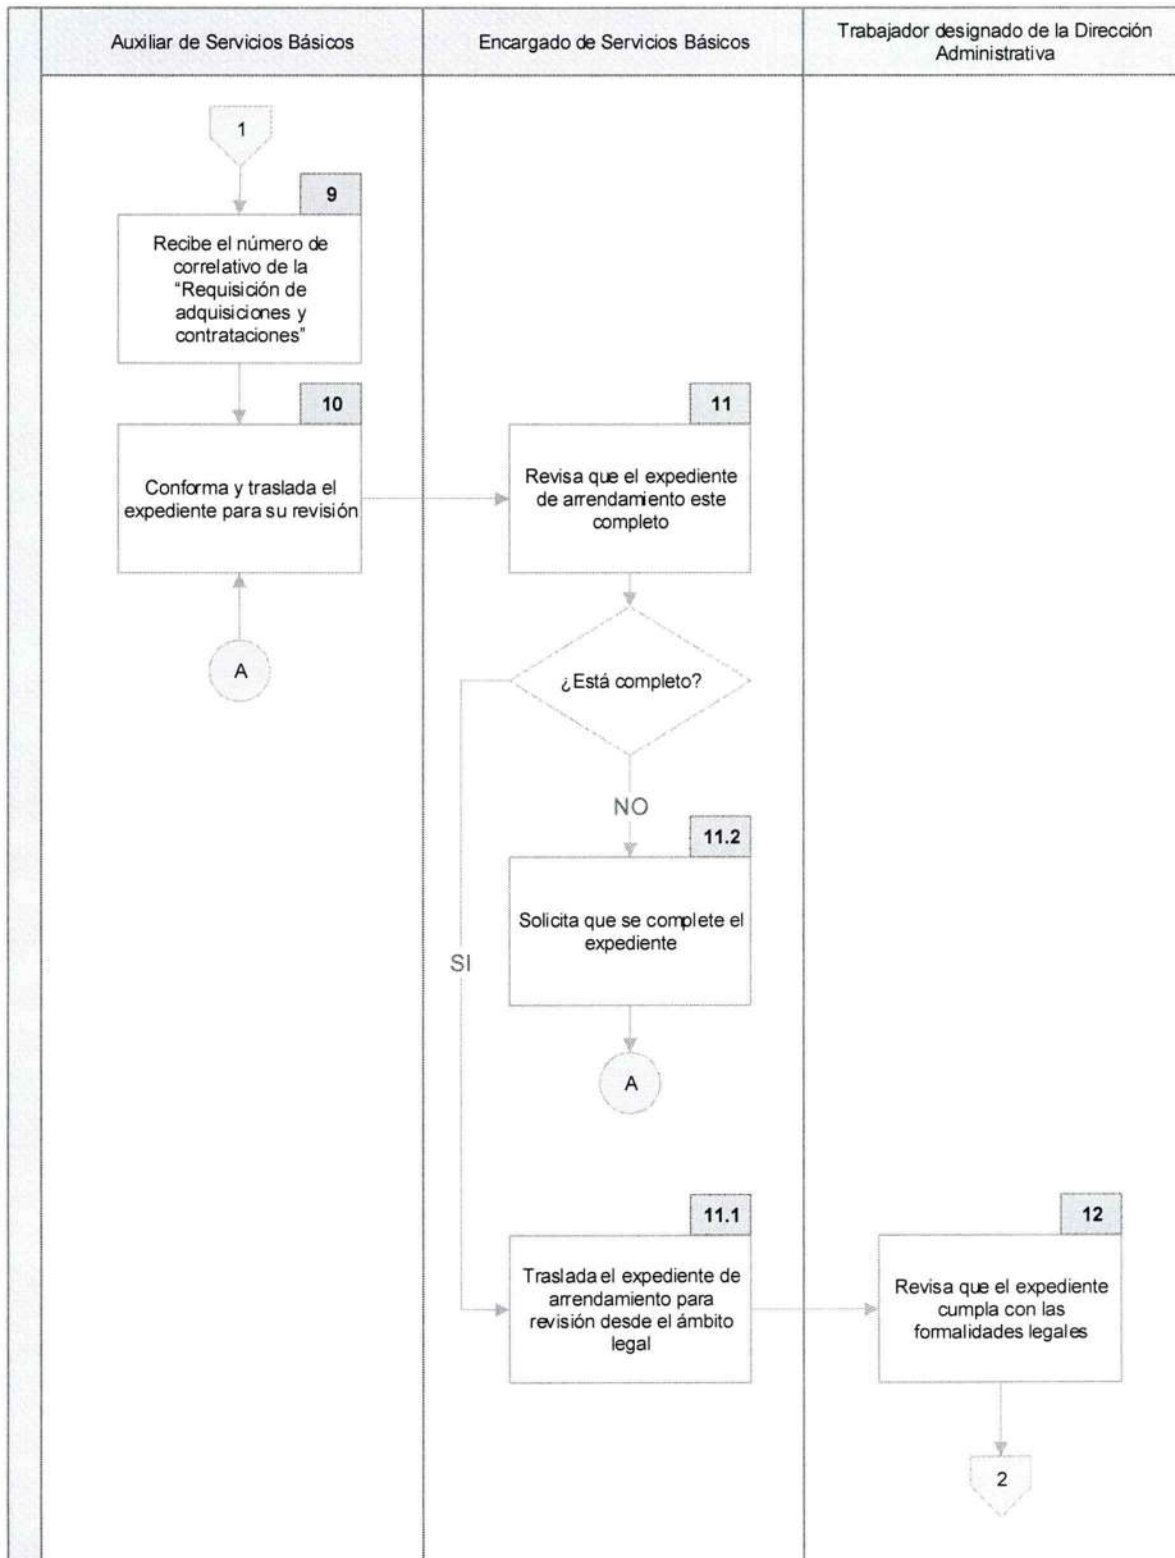 Auxiliar de Servicios Básicos
Encargado de Servicios Básicos
Trabajador designado de la Dirección
Administrativa
1
9
Recibe el número de
correlativo de la
“Requisición de
adquisiciones y
contrataciones”
10
Conforma y traslada el
expediente para su revisión
11
Revisa que el expediente
de arrendamiento este
completo
A
¿Está completo?
NO
11.2
Solicita que se complete el
expediente
SI
A
11.1
Traslada el expediente de
arrendamiento para
revisión desde el ámbito
legal
12
Revisa que el expediente
cumpla con las
formalidades legales
2